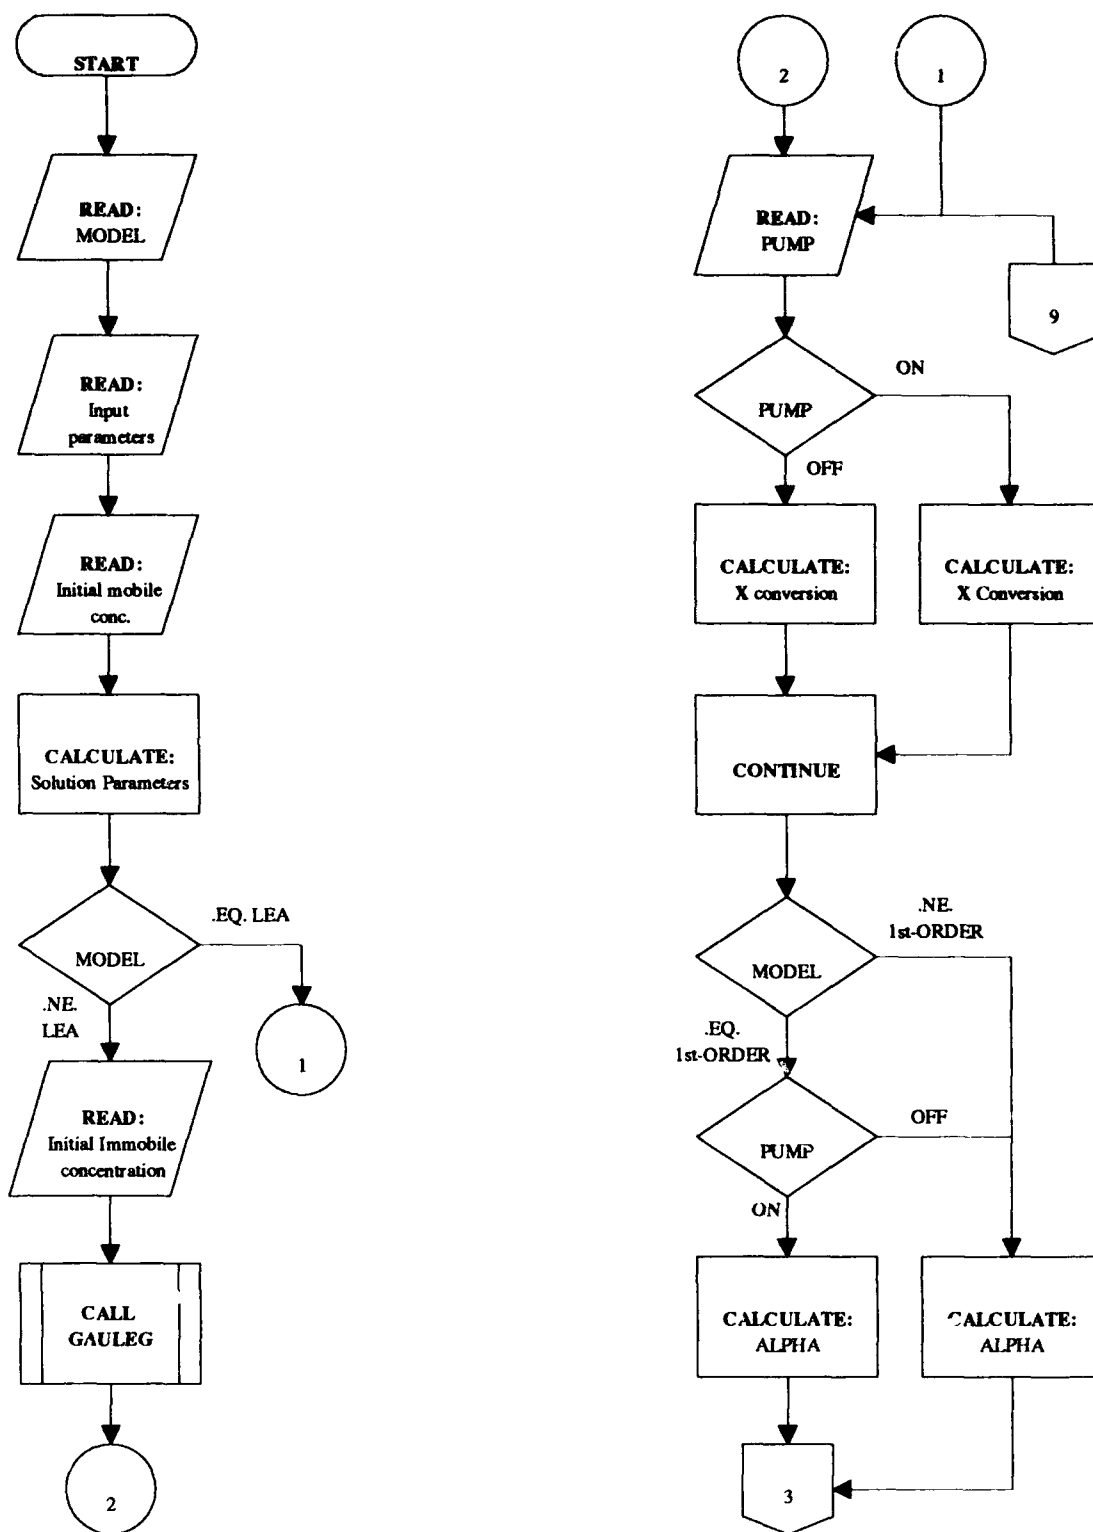 START
READ:
MODEL
READ:
Input
parameters
READ:
Initial mobile
conc.
CALCULATE:
Solution Parameters
MODEL
.EQ. LEA
.NE.
LEA
1
READ:
Initial Immobile
concentration
CALL
GAULEG
2
2
1
READ:
PUMP
9
PUMP
ON
OFF
CALCULATE:
X conversion
CALCULATE:
X Conversion
CONTINUE
MODEL
.NE.
1st-ORDER
.EQ.
1st-ORDER
PUMP
OFF
ON
CALCULATE:
ALPHA
CALCULATE:
ALPHA
3